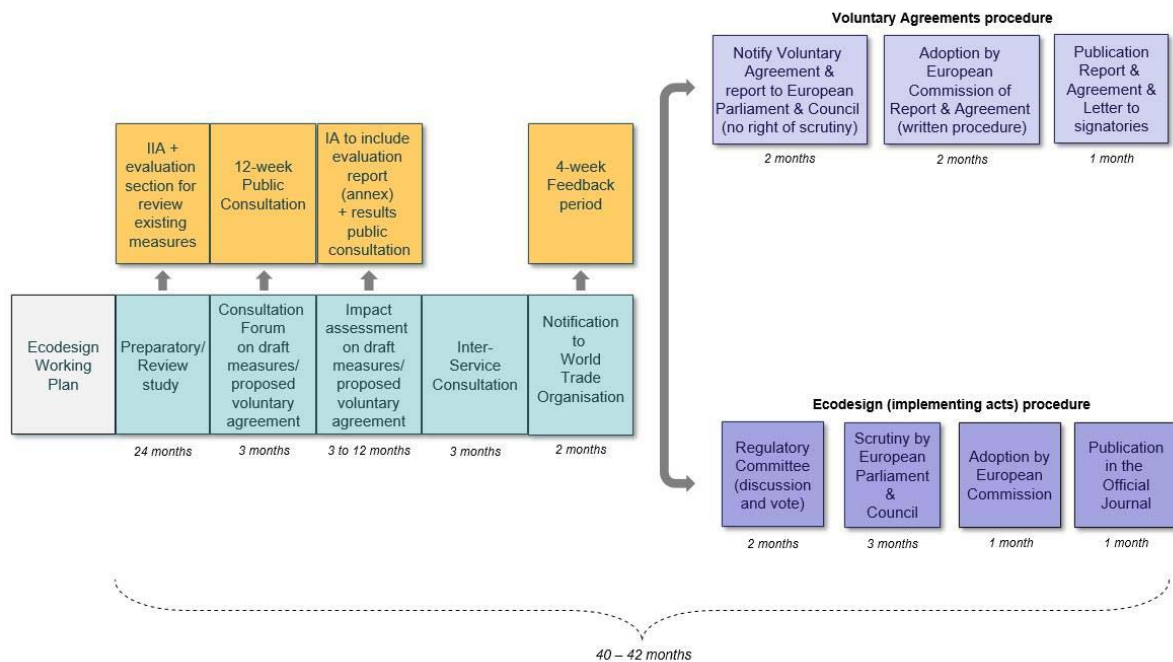 Voluntary Agreements procedure
Notify Voluntary
Agreement &
report to European
Parliament & Council
(no right of scrutiny)
2 months
Adoption by
European
Commission of
Report & Agreement
(written procedure)
2 months
Publication
Report &
Agreement &
Letter to
signatories
1 month
IIA +
evaluation
section for
review
existing
measures
12-week
Public
Consultation
IA to include
evaluation
report
(annex)
+ results
public
consultation
4-week
Feedback
period
Ecodesign
Working
Plan
Preparatory/
Review
study
24 months
Consultation
Forum
on draft
measures/
proposed
voluntary
agreement
3 months
Impact
assessment
on draft
measures/
proposed
voluntary
agreement
3 to 12 months
Inter-
Service
Consultation
3 months
Notification
to
World
Trade
Organisation
2 months
Ecodesign (implementing acts) procedure
Regulatory
Committee
(discussion
and vote)
2 months
Scrutiny by
European
Parliament
&
Council
3 months
Adoption by
European
Commission
1 month
Publication
in the
Official
Journal
1 month
40 – 42 months